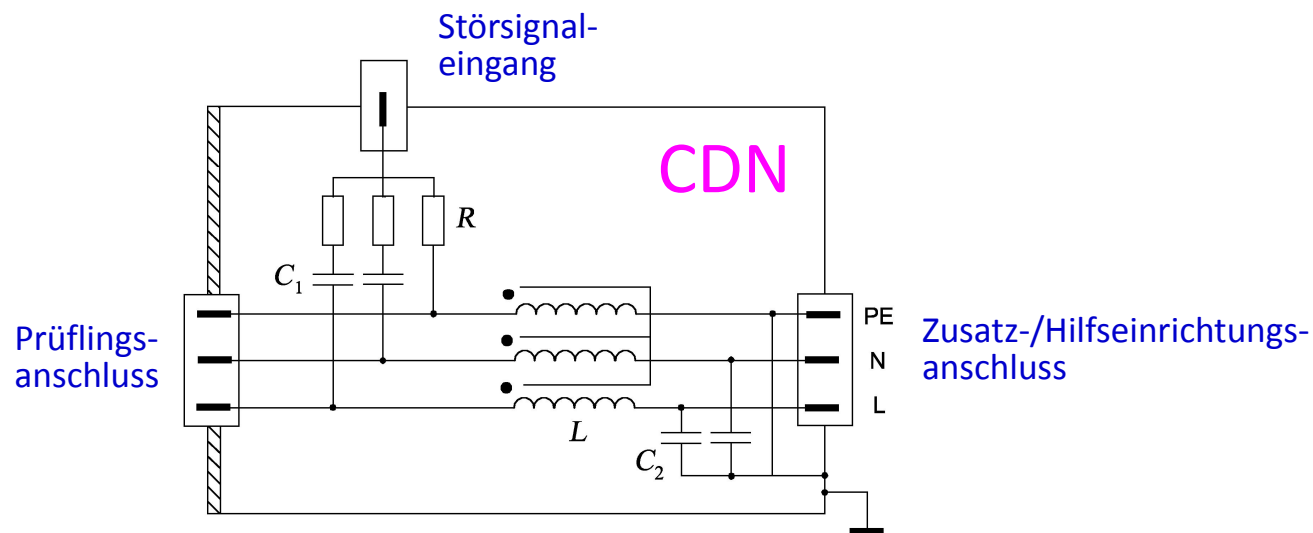 Störsignal-
eingang
CDN
R
C₁
PE
Prüflings-
anschluss
N
Zusatz-/Hilfseinrichtungs-
anschluss
L
L
C₂